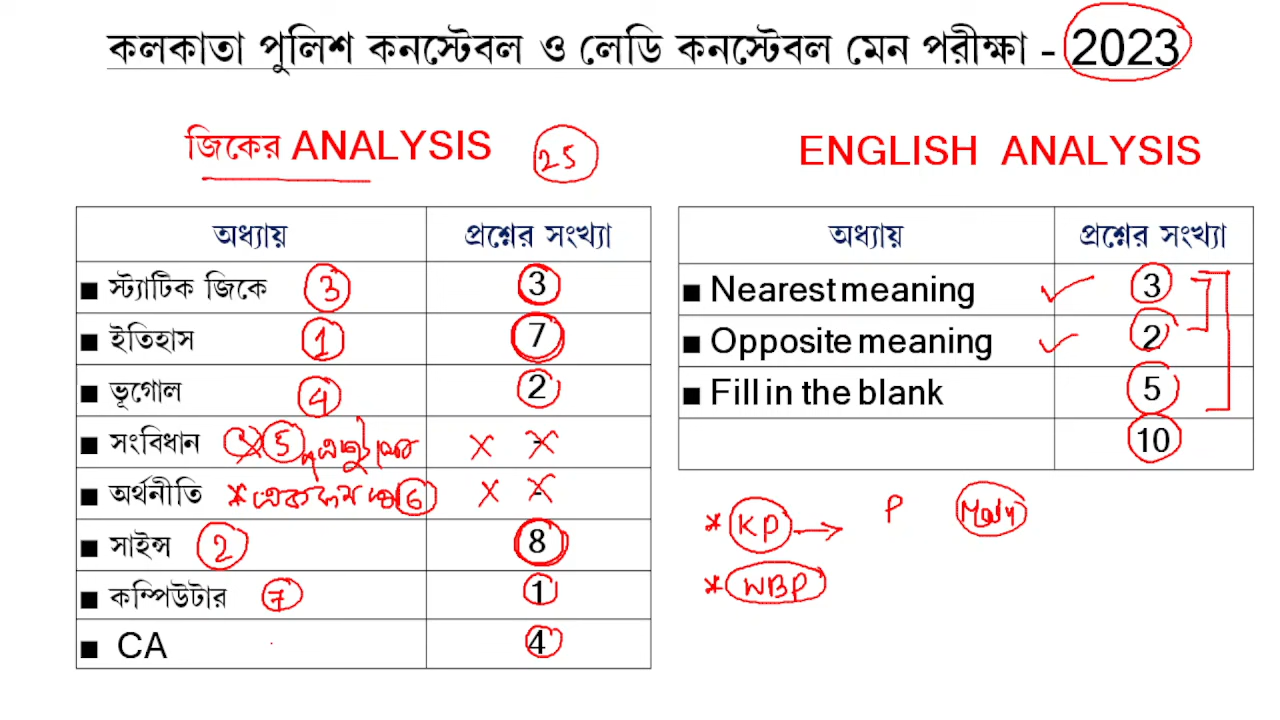 কলকাতা পুলিশ কনস্টেবল ও লেডি কনস্টেবল মেন পরীক্ষা - 2023
জিকের ANALYSIS 25
অধ্যায় প্রশ্নের সংখ্যা
■ স্ট্যাটিক জিকে 3 3
■ ইতিহাস 1 7
■ ভূগোল 4 2
■ সংবিধান 5 -
■ অর্থনীতি 6 -
■ সাইন্স 2 8
■ কম্পিউটার 7 1
■ CA 4
ENGLISH ANALYSIS
অধ্যায় প্রশ্নের সংখ্যা
■ Nearest meaning 3
■ Opposite meaning 2
■ Fill in the blank 5
10
* KP → P
* WBP